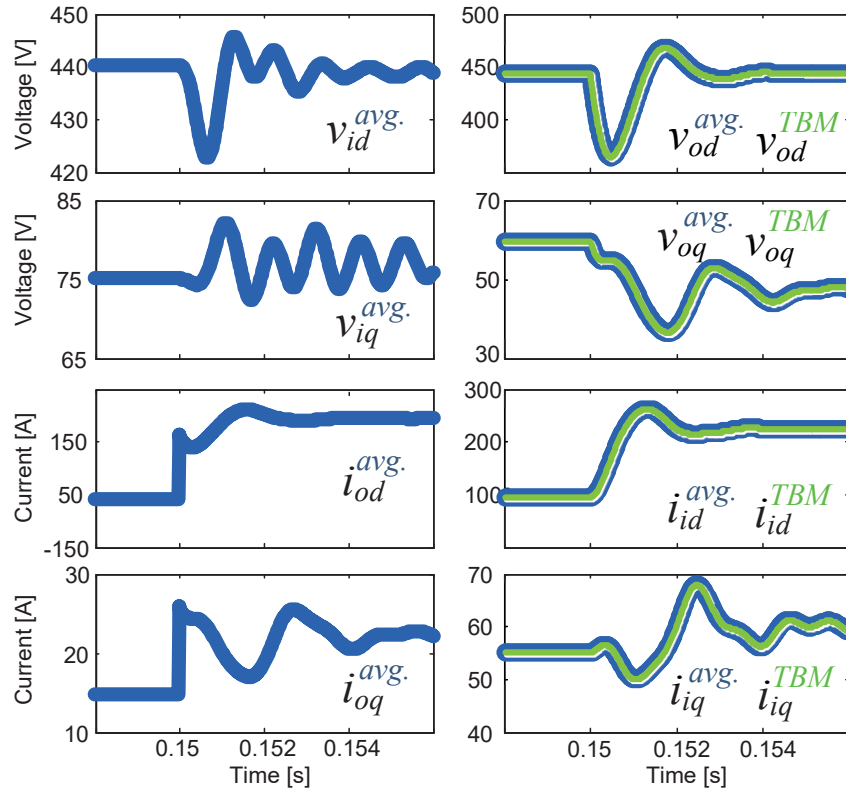 Voltage [V]
450
440
430
420
v_id^avg.
500
450
400
v_od^avg. v_od^TBM
Voltage [V]
85
75
65
v_iq^avg.
70
50
30
v_oq^avg. v_oq^TBM
Current [A]
150
50
-150
i_od^avg.
300
200
100
i_id^avg. i_id^TBM
Current [A]
30
20
10
i_oq^avg.
0.15 0.152 0.154
Time [s]
70
60
50
40
i_iq^avg. i_iq^TBM
0.15 0.152 0.154
Time [s]